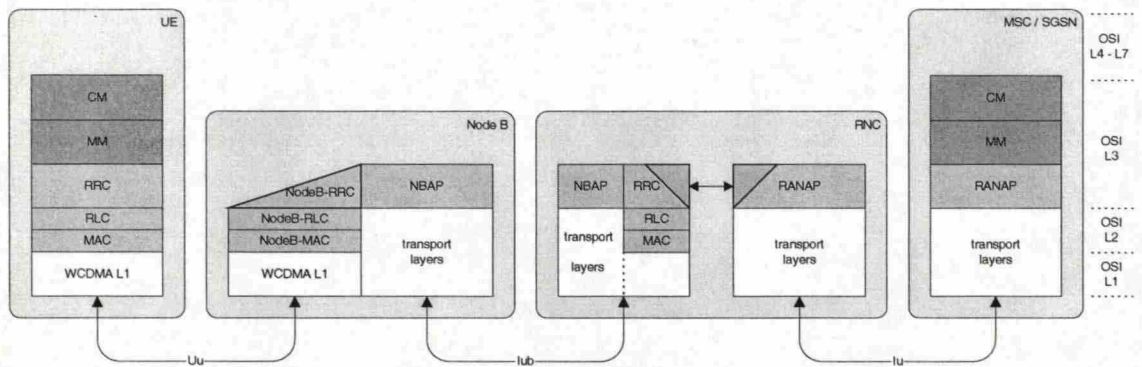 UE
CM
MM
RRC
RLC
MAC
WCDMA L1
Node B
NodeB-RRC
NBAP
NodeB-RLC
NodeB-MAC
WCDMA L1
transport
layers
RNC
NBAP
RRC
RLC
MAC
transport
layers
RANAP
transport
layers
MSC / SGSN
CM
MM
RANAP
transport
layers
OSI
L4 - L7
OSI
L3
OSI
L2
OSI
L1
Uu
Iub
Iu